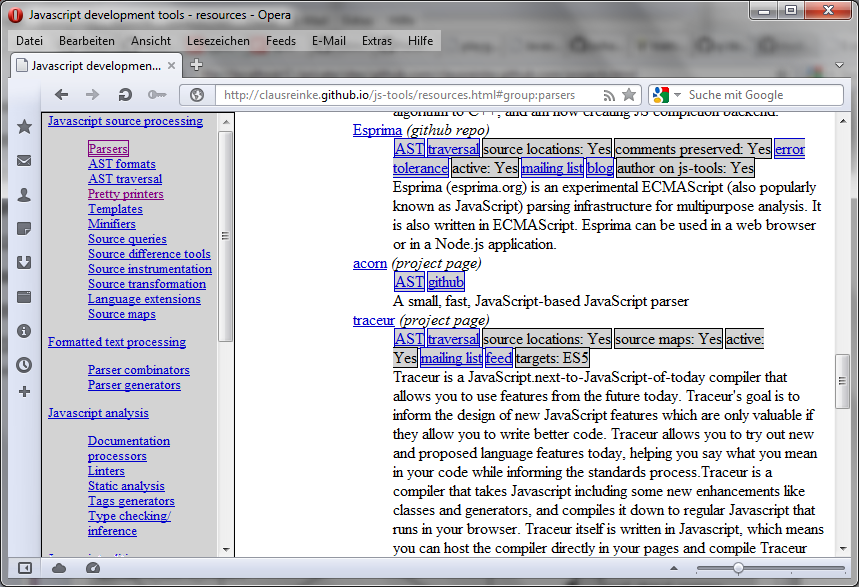 Javascript development tools - resources - Opera
Datei Bearbeiten Ansicht Lesezeichen Feeds E-Mail Extras Hilfe
Javascript developmen...
http://clausreinke.github.io/js-tools/resources.html#group:parsers
Suche mit Google
Javascript source processing
Parsers
AST formats
AST traversal
Pretty printers
Templates
Minifiers
Source queries
Source difference tools
Source instrumentation
Source transformation
Language extensions
Source maps
Formatted text processing
Parser combinators
Parser generators
Javascript analysis
Documentation
processors
Linters
Static analysis
Tags generators
Type checking/
inference
algorithm to C++, and am now creating JS completion backend.
Esprima (github repo)
AST traversal source locations: Yes comments preserved: Yes error
tolerance active: Yes mailing list blog author on js-tools: Yes
Esprima (esprima.org) is an experimental ECMAScript (also popularly
known as JavaScript) parsing infrastructure for multipurpose analysis. It
is also written in ECMAScript. Esprima can be used in a web browser
or in a Node.js application.
acorn (project page)
AST github
A small, fast, JavaScript-based JavaScript parser
traceur (project page)
AST traversal source locations: Yes source maps: Yes active:
Yes mailing list feed targets: ES5
Traceur is a JavaScript.next-to-JavaScript-of-today compiler that
allows you to use features from the future today. Traceur's goal is to
inform the design of new JavaScript features which are only valuable if
they allow you to write better code. Traceur allows you to try out new
and proposed language features today, helping you say what you mean
in your code while informing the standards process.Traceur is a
compiler that takes Javascript including some new enhancements like
classes and generators, and compiles it down to regular Javascript that
runs in your browser. Traceur itself is written in Javascript, which means
you can host the compiler directly in your pages and compile Traceur